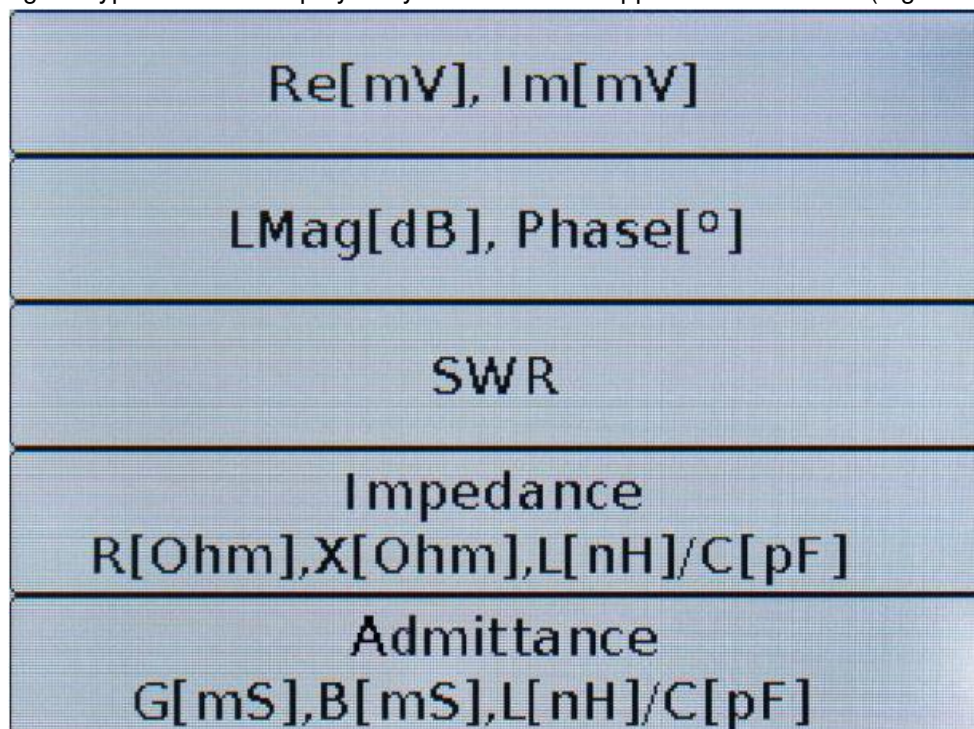 Re[mV], Im[mV]
LMag[dB], Phase[º]
SWR
Impedance
R[Ohm],X[Ohm],L[nH]/C[pF]
Admittance
G[mS],B[mS],L[nH]/C[pF]